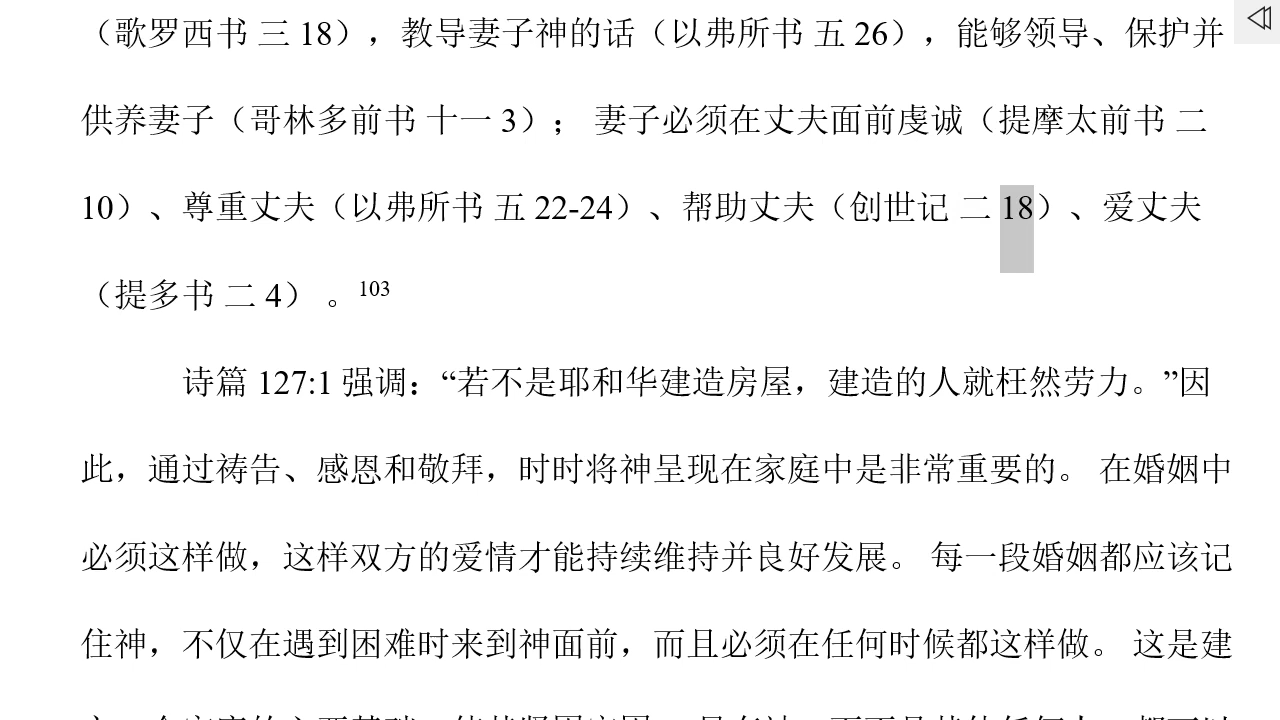 （歌罗西书 三 18），教导妻子神的话（以弗所书 五 26），能够领导、保护并
供养妻子（哥林多前书 十一 3）； 妻子必须在丈夫面前虔诚（提摩太前书 二
10）、尊重丈夫（以弗所书 五 22-24）、帮助丈夫（创世记 二 18）、爱丈夫
（提多书 二 4） 。103
诗篇 127:1 强调：“若不是耶和华建造房屋，建造的人就枉然劳力。”因
此，通过祷告、感恩和敬拜，时时将神呈现在家庭中是非常重要的。 在婚姻中
必须这样做，这样双方的爱情才能持续维持并良好发展。 每一段婚姻都应该记
住神，不仅在遇到困难时来到神面前，而且必须在任何时候都这样做。 这是建